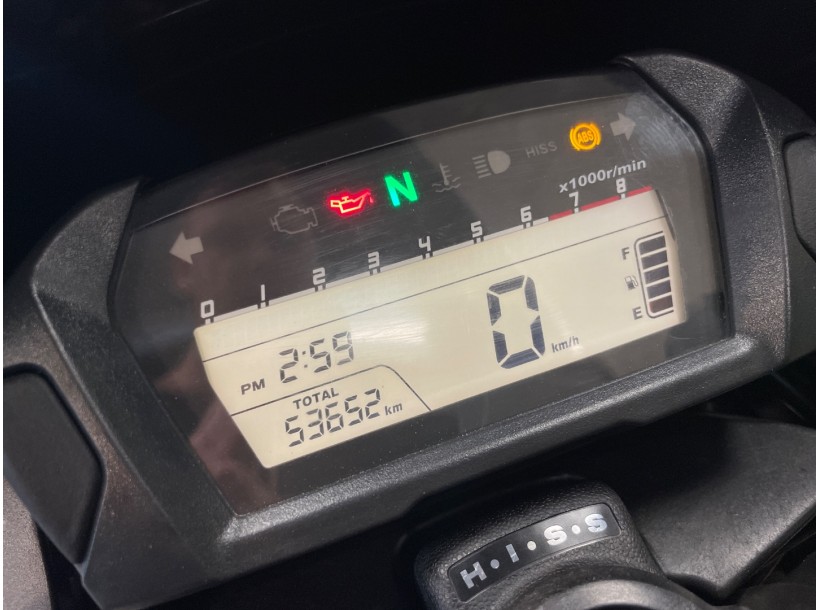 N HISS ABS
x1000r/min
0 1 2 3 4 5 6 7 8
F
0 km/h
E
PM 2:59
TOTAL
53652 km
H·I·S·S